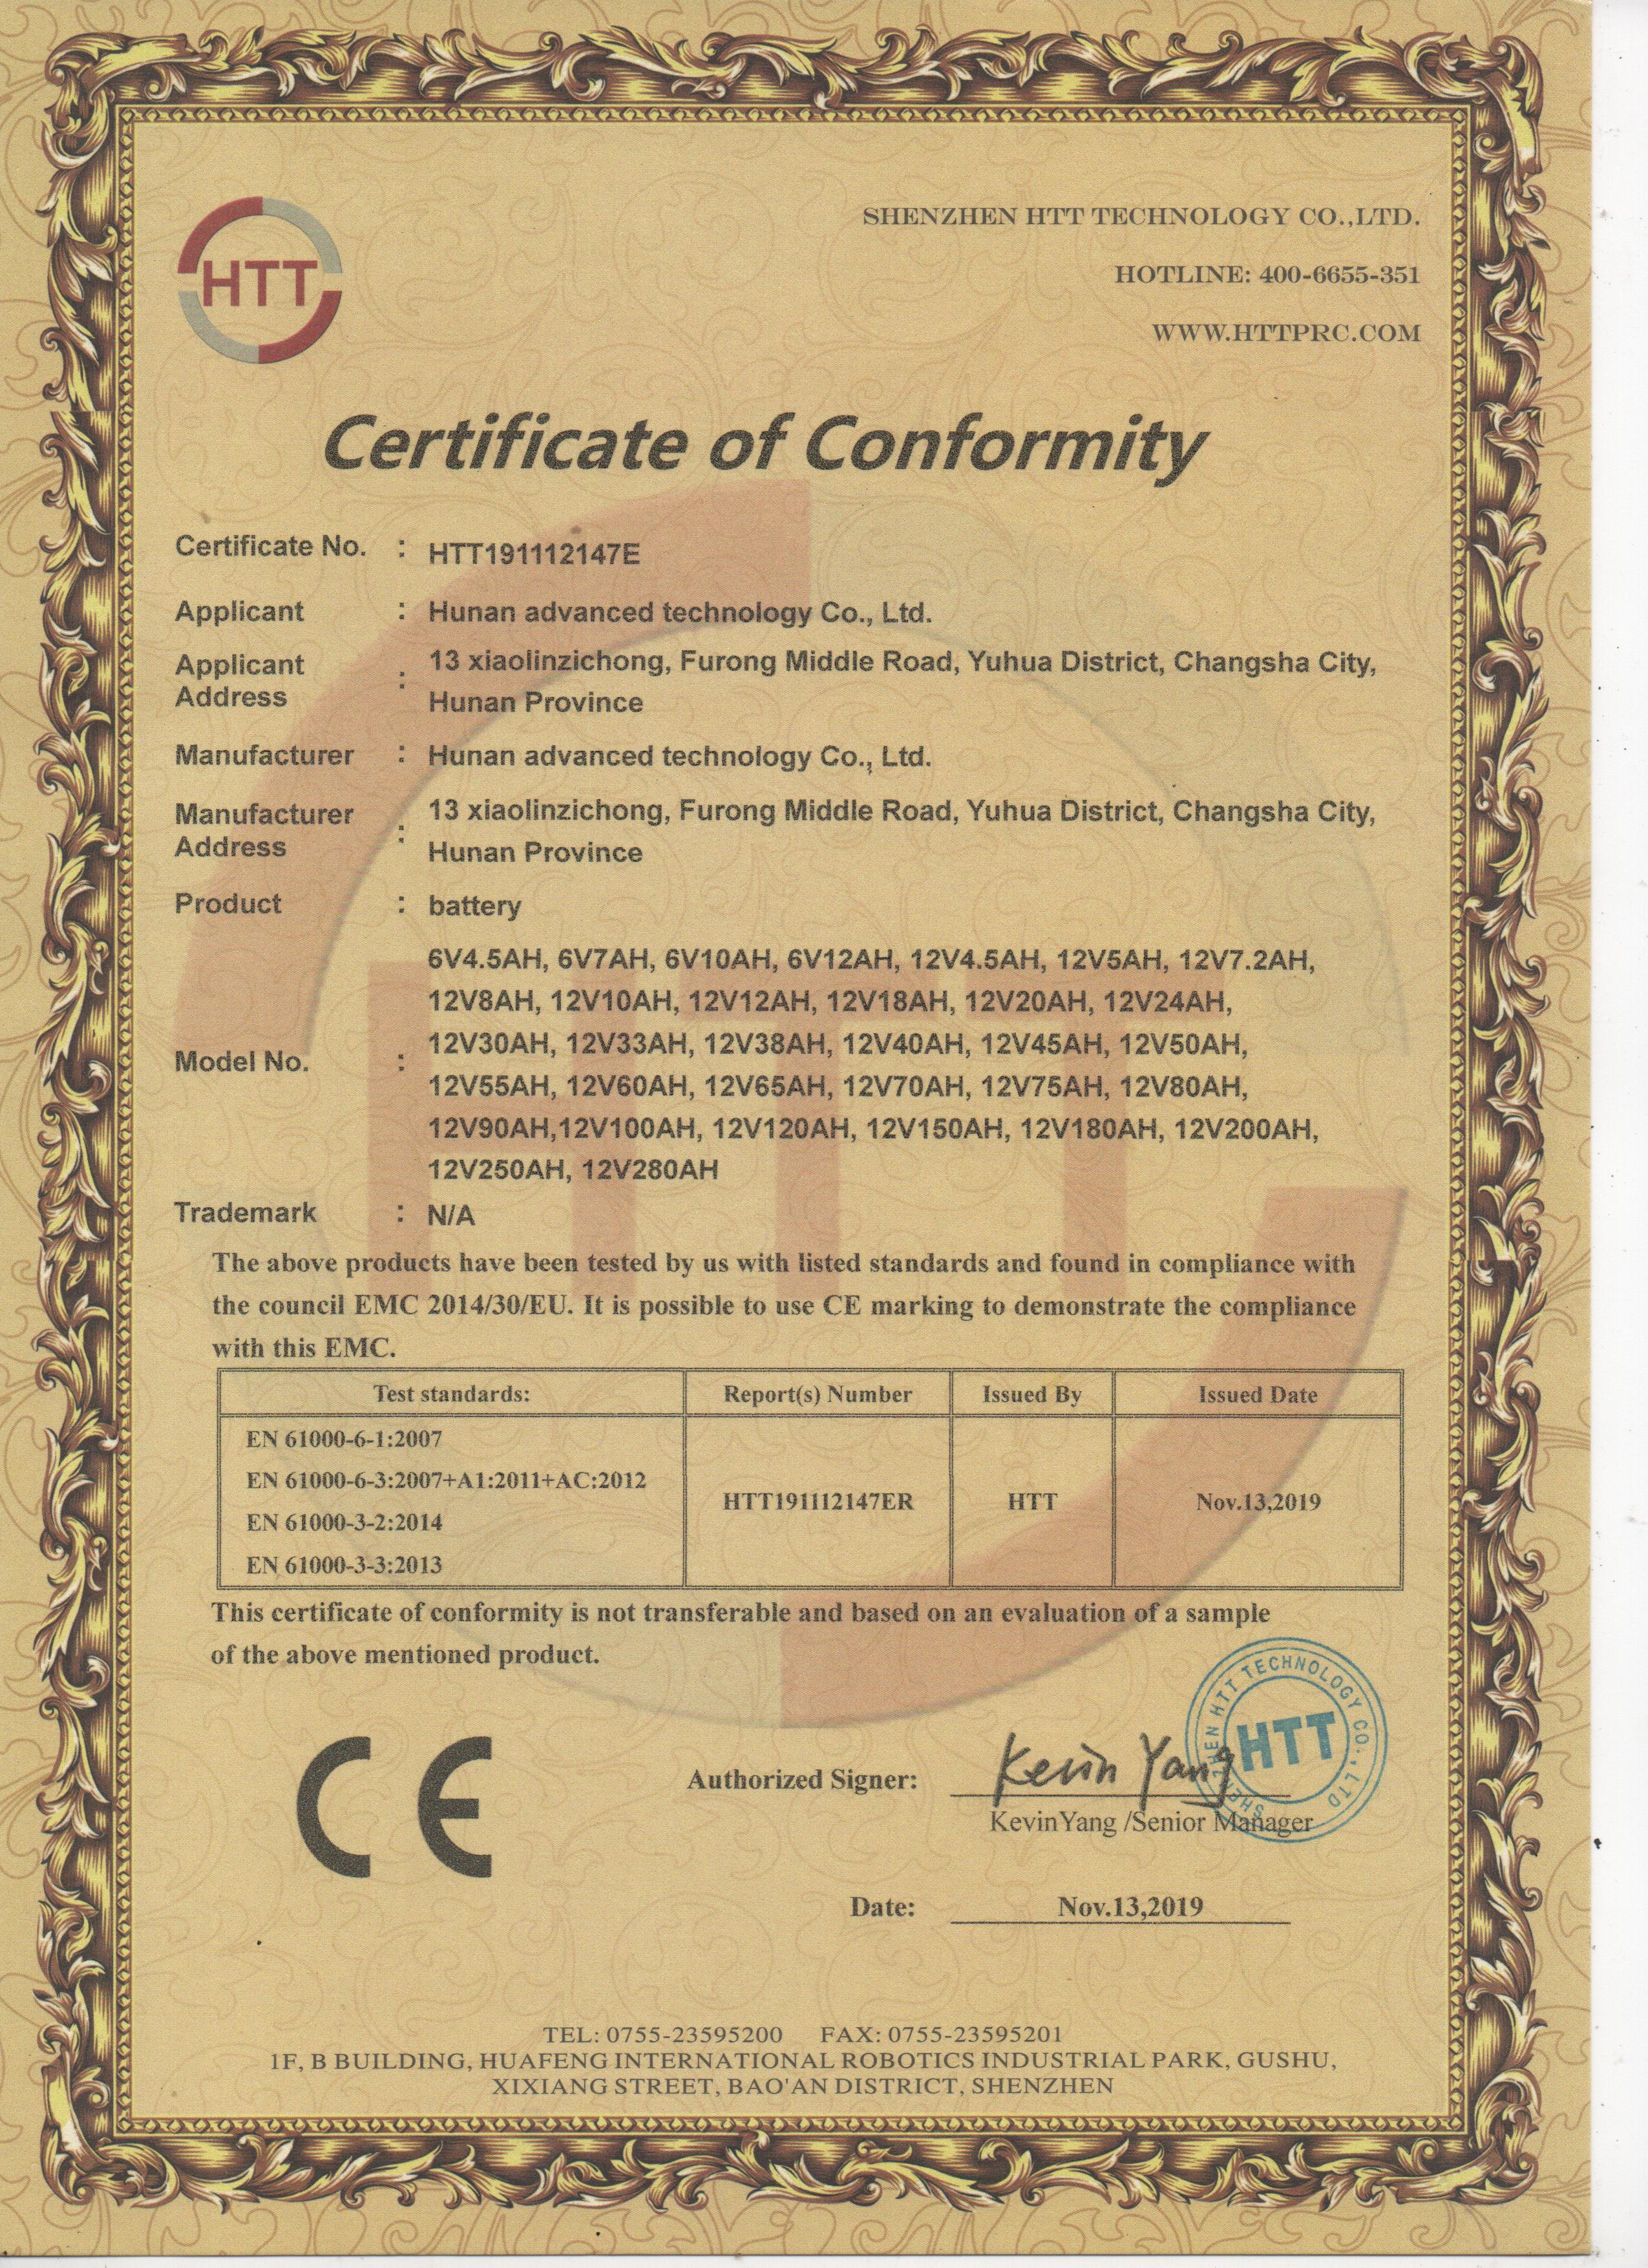 HTT
SHENZHEN HTT TECHNOLOGY CO.,LTD.
HOTLINE: 400-6655-351
WWW.HTTPRC.COM
Certificate of Conformity
Certificate No. : HTT191112147E
Applicant : Hunan advanced technology Co., Ltd.
Applicant Address : 13 xiaolinzichong, Furong Middle Road, Yuhua District, Changsha City,
Hunan Province
Manufacturer : Hunan advanced technology Co., Ltd.
Manufacturer Address : 13 xiaolinzichong, Furong Middle Road, Yuhua District, Changsha City,
Hunan Province
Product : battery
Model No. : 6V4.5AH, 6V7AH, 6V10AH, 6V12AH, 12V4.5AH, 12V5AH, 12V7.2AH,
12V8AH, 12V10AH, 12V12AH, 12V18AH, 12V20AH, 12V24AH,
12V30AH, 12V33AH, 12V38AH, 12V40AH, 12V45AH, 12V50AH,
12V55AH, 12V60AH, 12V65AH, 12V70AH, 12V75AH, 12V80AH,
12V90AH,12V100AH, 12V120AH, 12V150AH, 12V180AH, 12V200AH,
12V250AH, 12V280AH
Trademark : N/A
The above products have been tested by us with listed standards and found in compliance with
the council EMC 2014/30/EU. It is possible to use CE marking to demonstrate the compliance
with this EMC.
Test standards: Report(s) Number Issued By Issued Date
EN 61000-6-1:2007
EN 61000-6-3:2007+A1:2011+AC:2012
EN 61000-3-2:2014
EN 61000-3-3:2013
HTT191112147ER HTT Nov.13,2019
This certificate of conformity is not transferable and based on an evaluation of a sample
of the above mentioned product.
CE
Authorized Signer: Kevin Yang
KevinYang /Senior Manager
SHENZHEN HTT TECHNOLOGY CO., LTD
HTT
Date: Nov.13,2019
TEL: 0755-23595200 FAX: 0755-23595201
1F, B BUILDING, HUAFENG INTERNATIONAL ROBOTICS INDUSTRIAL PARK, GUSHU,
XIXIANG STREET, BAO'AN DISTRICT, SHENZHEN